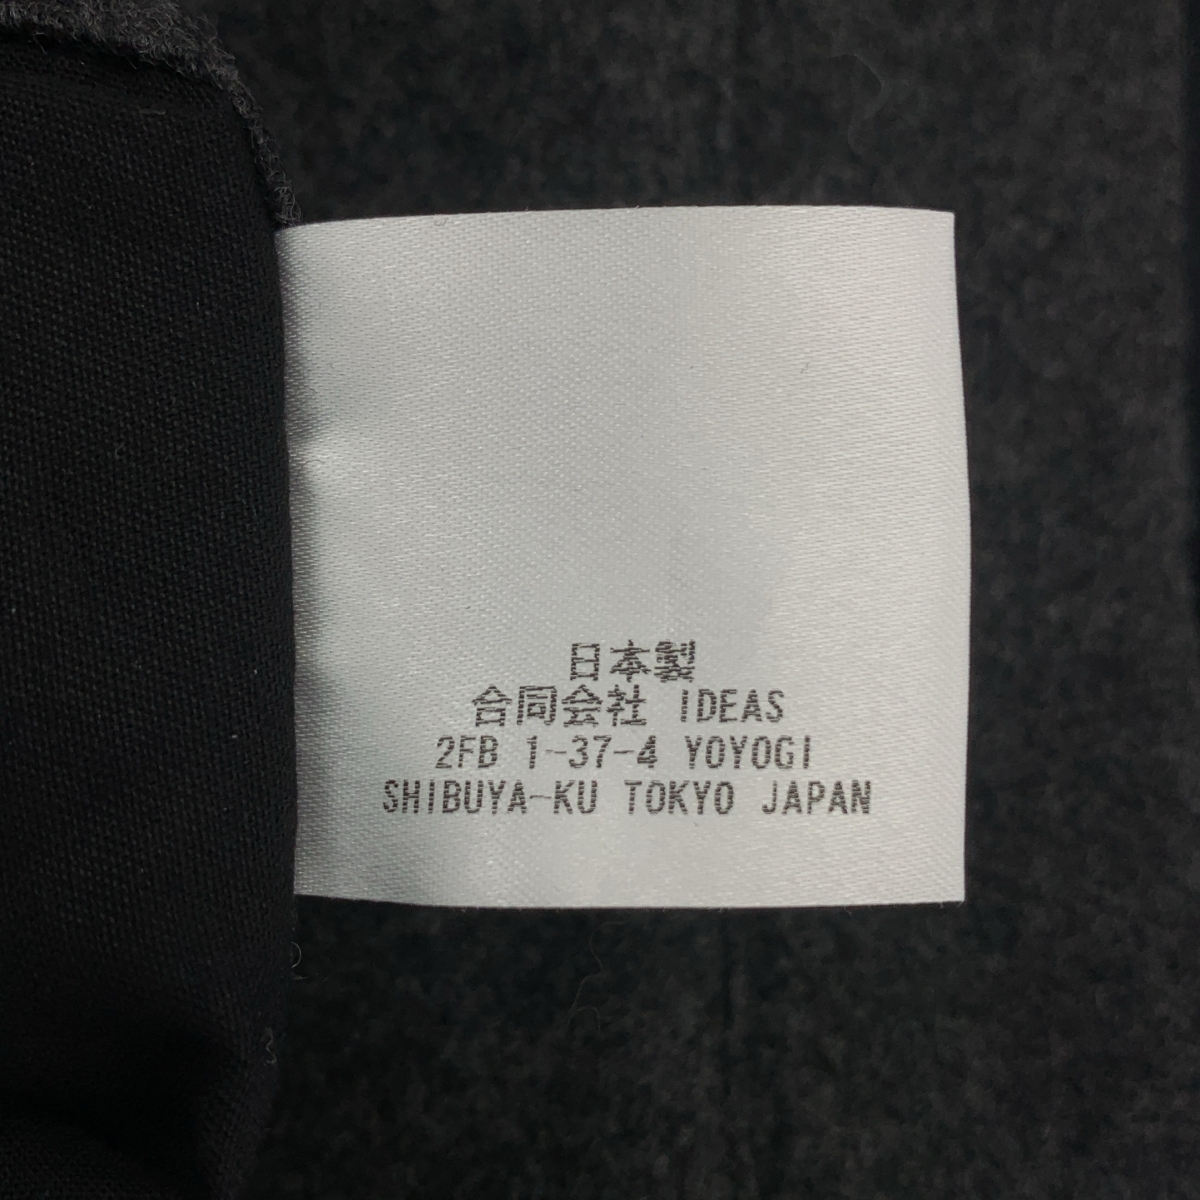 日本製
合同会社 IDEAS
2FB 1-37-4 YOYOGI
SHIBUYA-KU TOKYO JAPAN